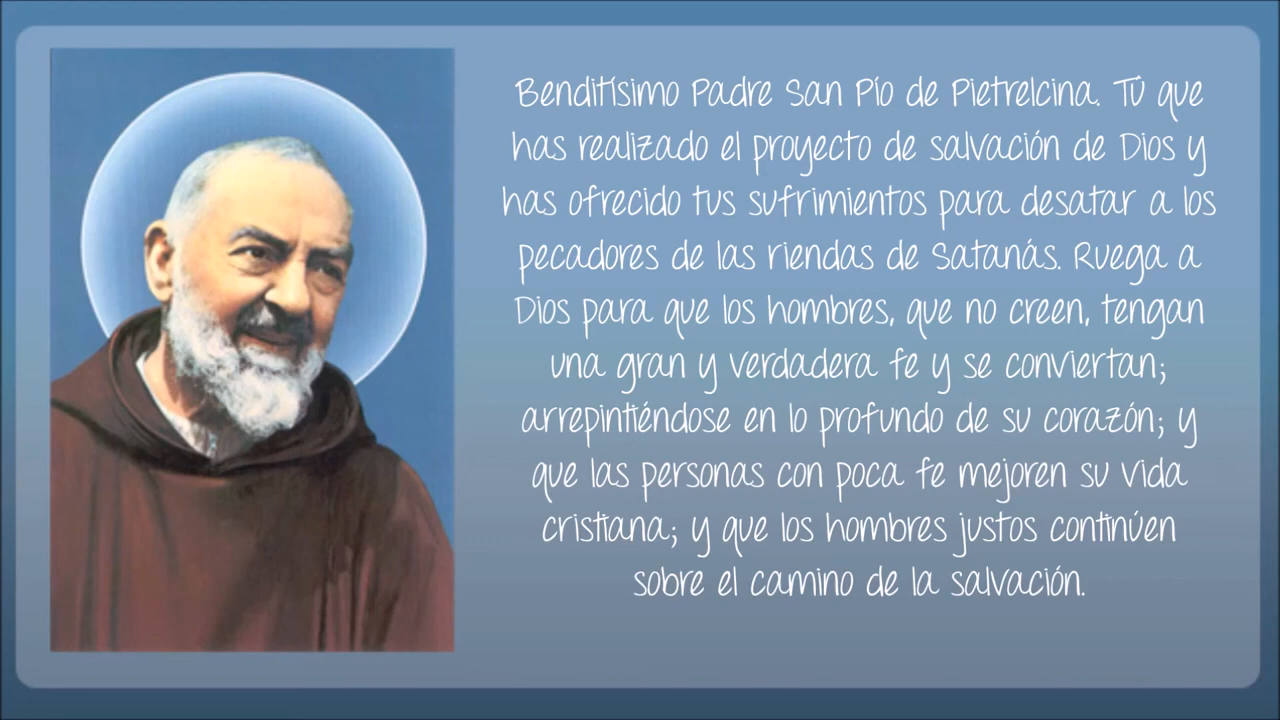 Benditísimo Padre San Pío de Pietrelcina. Tú que
has realizado el proyecto de salvación de Dios y
has ofrecido tus sufrimientos para desatar a los
pecadores de las riendas de Satanás. Ruega a
Dios para que los hombres, que no creen, tengan
una gran y verdadera fe y se conviertan;
arrepintiéndose en lo profundo de su corazón; y
que las personas con poca fe mejoren su vida
cristiana; y que los hombres justos continúen
sobre el camino de la salvación.